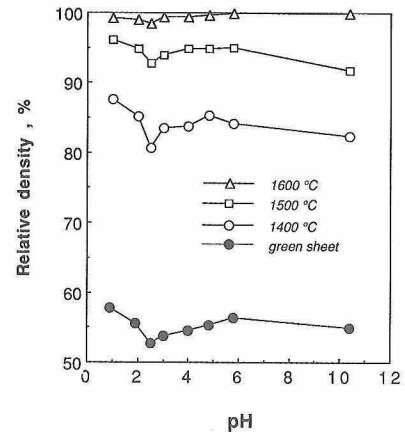 Relative density , %
100
90
80
70
60
50
△ 1600 °C
□ 1500 °C
○ 1400 °C
● green sheet
0 2 4 6 8 10 12
pH